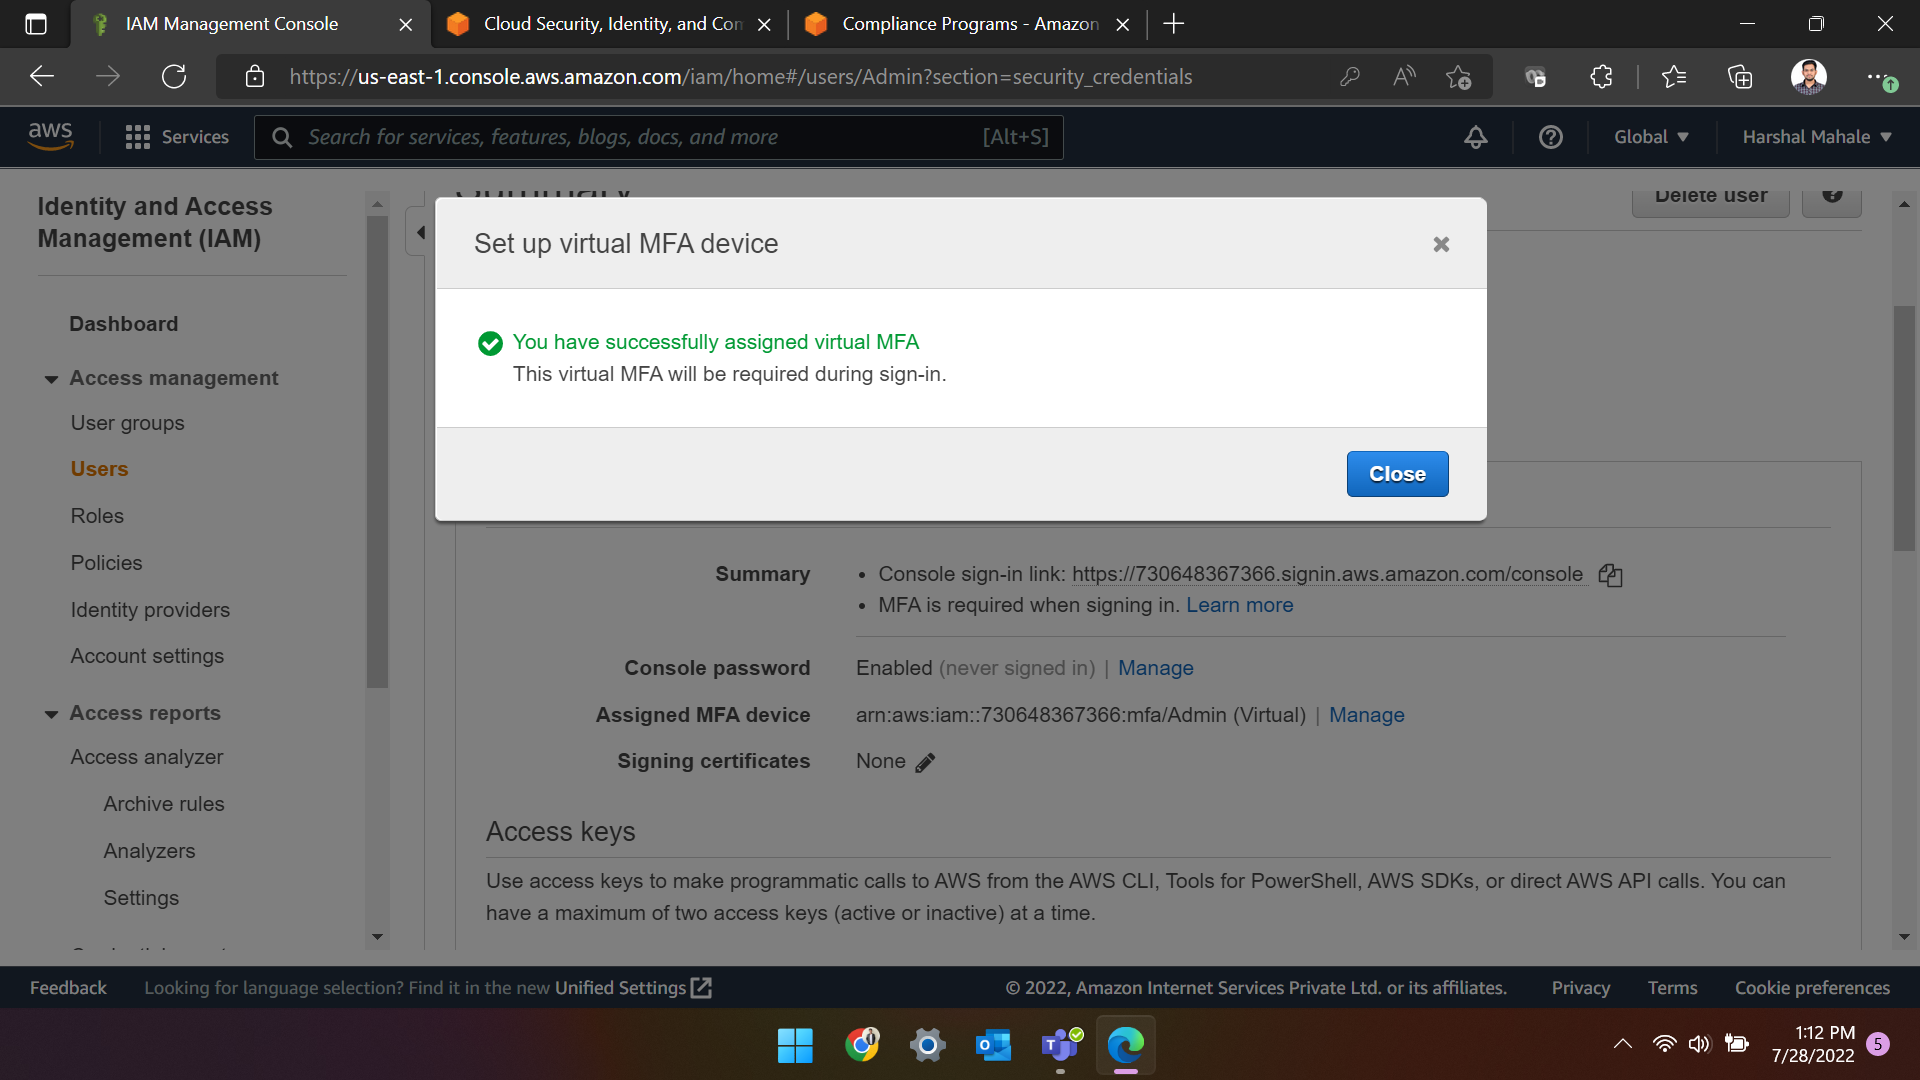 IAM Management Console
Cloud Security, Identity, and Con
Compliance Programs - Amazon
https://us-east-1.console.aws.amazon.com/iam/home#/users/Admin?section=security_credentials
aws
Services
Search for services, features, blogs, docs, and more
[Alt+S]
Global
Harshal Mahale
Identity and Access
Management (IAM)
Dashboard
Access management
User groups
Users
Roles
Policies
Identity providers
Account settings
Access reports
Access analyzer
Archive rules
Analyzers
Settings
Summary
Delete user
Set up virtual MFA device
You have successfully assigned virtual MFA
This virtual MFA will be required during sign-in.
Close
Summary
• Console sign-in link: https://730648367366.signin.aws.amazon.com/console
• MFA is required when signing in. Learn more
Console password Enabled (never signed in) | Manage
Assigned MFA device arn:aws:iam::730648367366:mfa/Admin (Virtual) | Manage
Signing certificates None
Access keys
Use access keys to make programmatic calls to AWS from the AWS CLI, Tools for PowerShell, AWS SDKs, or direct AWS API calls. You can
have a maximum of two access keys (active or inactive) at a time.
Feedback Looking for language selection? Find it in the new Unified Settings © 2022, Amazon Internet Services Private Ltd. or its affiliates. Privacy Terms Cookie preferences
1:12 PM
7/28/2022
5